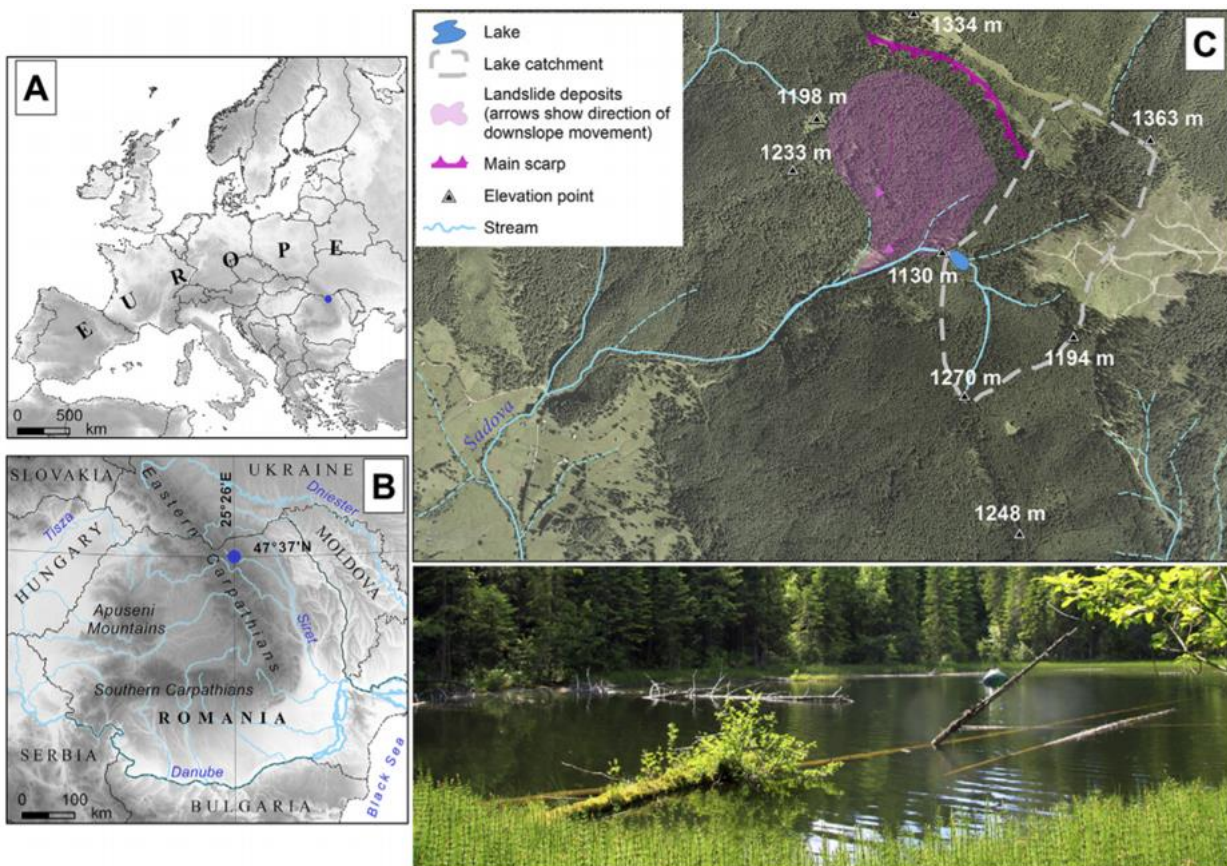 A
E U R O P E
0 500
km
B
SLOVAKIA
UKRAINE
Eastern Carpathians
25°26'E
Dniester
Tisza
47°37'N
HUNGARY
MOLDOVA
Apuseni
Mountains
Siret
Southern Carpathians
ROMANIA
SERBIA
Danube
Black Sea
BULGARIA
0 100
km
Lake
Lake catchment
Landslide deposits
(arrows show direction of
downslope movement)
Main scarp
Elevation point
Stream
C
1334 m
1198 m
1363 m
1233 m
1130 m
1194 m
1270 m
Sadova
1248 m